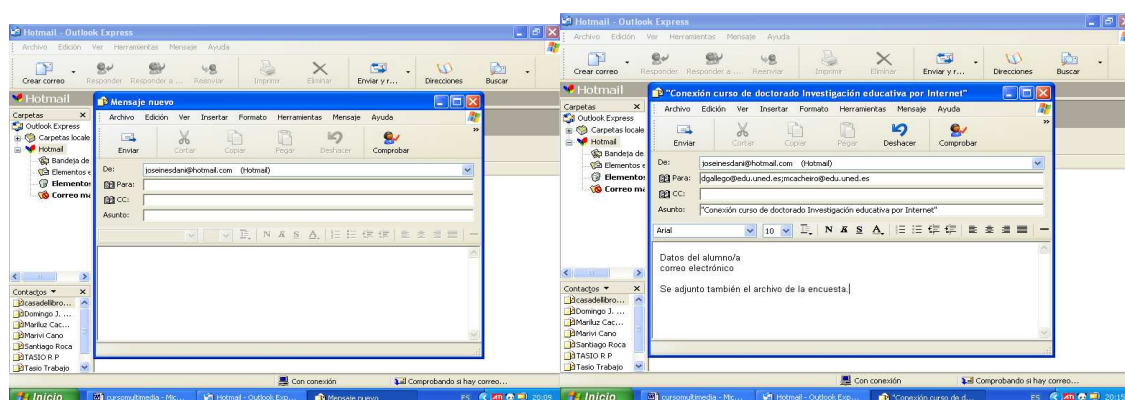 Hotmail - Outlook Express
Archivo Edición Ver Herramientas Mensaje Ayuda
Crear correo Responder Responder a ... Reenviar Imprimir Eliminar Enviar y r... Direcciones Buscar
Hotmail
Carpetas x
Outlook Express
Carpetas locale
Hotmail
Bandeja de
Elementos e
Elementos
Correo ma
Mensaje nuevo
Archivo Edición Ver Insertar Formato Herramientas Mensaje Ayuda
Enviar Cortar Copiar Pegar Deshacer Comprobar
De: joseinesdani@hotmail.com (Hotmail)
Para:
CC:
Asunto:
N K S A
Contactos x
casadellibro...
Domingo J. ...
Mariluz Cac...
Marivi Cano
Santiago Roca
TASIO R P
Tasio Trabajo
Con conexión Comprobando si hay correo...
Inicio cursomultimedia - Mic... Hotmail - Outlook Exp... Mensaje nuevo ES 20:09
Hotmail - Outlook Express
Archivo Edición Ver Herramientas Mensaje Ayuda
Crear correo Responder Responder a ... Reenviar Imprimir Eliminar Enviar y r... Direcciones Buscar
Hotmail
Carpetas x
Outlook Express
Carpetas locale
Hotmail
Bandeja de
Elementos e
Elementos
Correo ma
"Conexión curso de doctorado Investigación educativa por Internet"
Archivo Edición Ver Insertar Formato Herramientas Mensaje Ayuda
Enviar Cortar Copiar Pegar Deshacer Comprobar
De: joseinesdani@hotmail.com (Hotmail)
Para: dgallego@edu.uned.es;mcacheiro@edu.uned.es
CC:
Asunto: "Conexión curso de doctorado Investigación educativa por Internet"
Arial 10 N K S A
Datos del alumno/a
correo electrónico
Se adjunto también el archivo de la encuesta.
Contactos x
casadellibro...
Domingo J. ...
Mariluz Cac...
Marivi Cano
Santiago Roca
TASIO R P
Tasio Trabajo
Con conexión Comprobando si hay correo...
Inicio cursomultimedia - Mic... Hotmail - Outlook Exp... "Conexión curso de d... ES 20:15